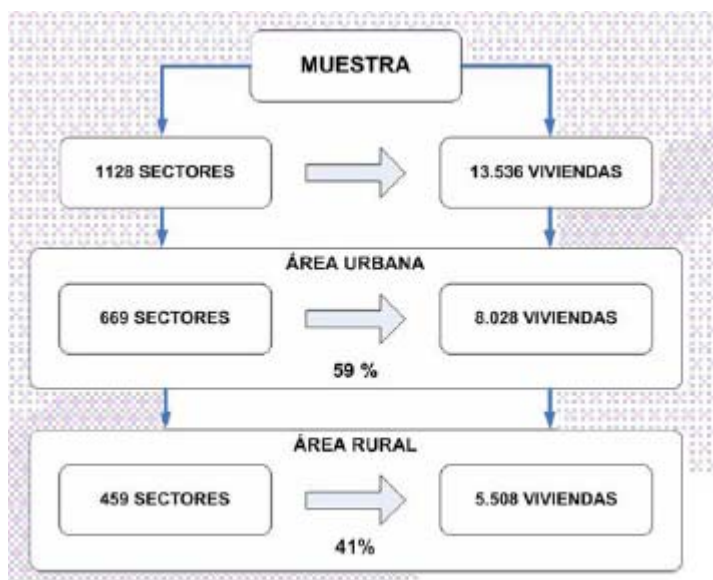 MUESTRA
1128 SECTORES
13.536 VIVIENDAS
ÁREA URBANA
669 SECTORES
8.028 VIVIENDAS
59 %
ÁREA RURAL
459 SECTORES
5.508 VIVIENDAS
41%